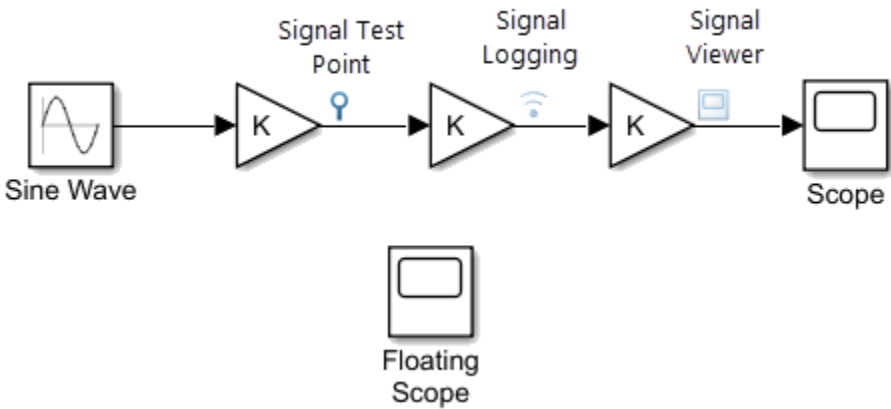 Signal Test
Point
Signal
Logging
Signal
Viewer
K
K
K
Sine Wave
Scope
Floating
Scope